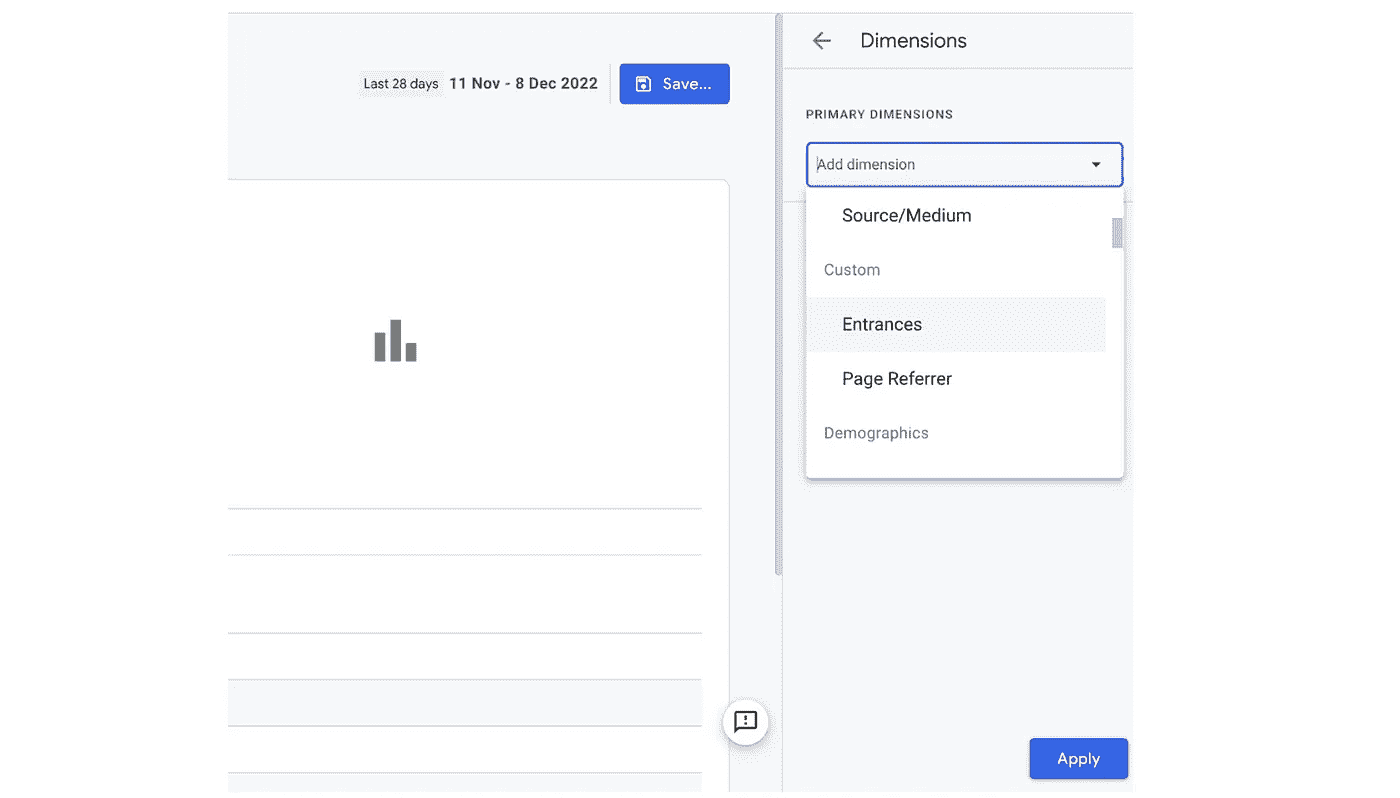 Last 28 days 11 Nov - 8 Dec 2022
Save...
Dimensions
PRIMARY DIMENSIONS
Add dimension
Source/Medium
Custom
Entrances
Page Referrer
Demographics
Apply